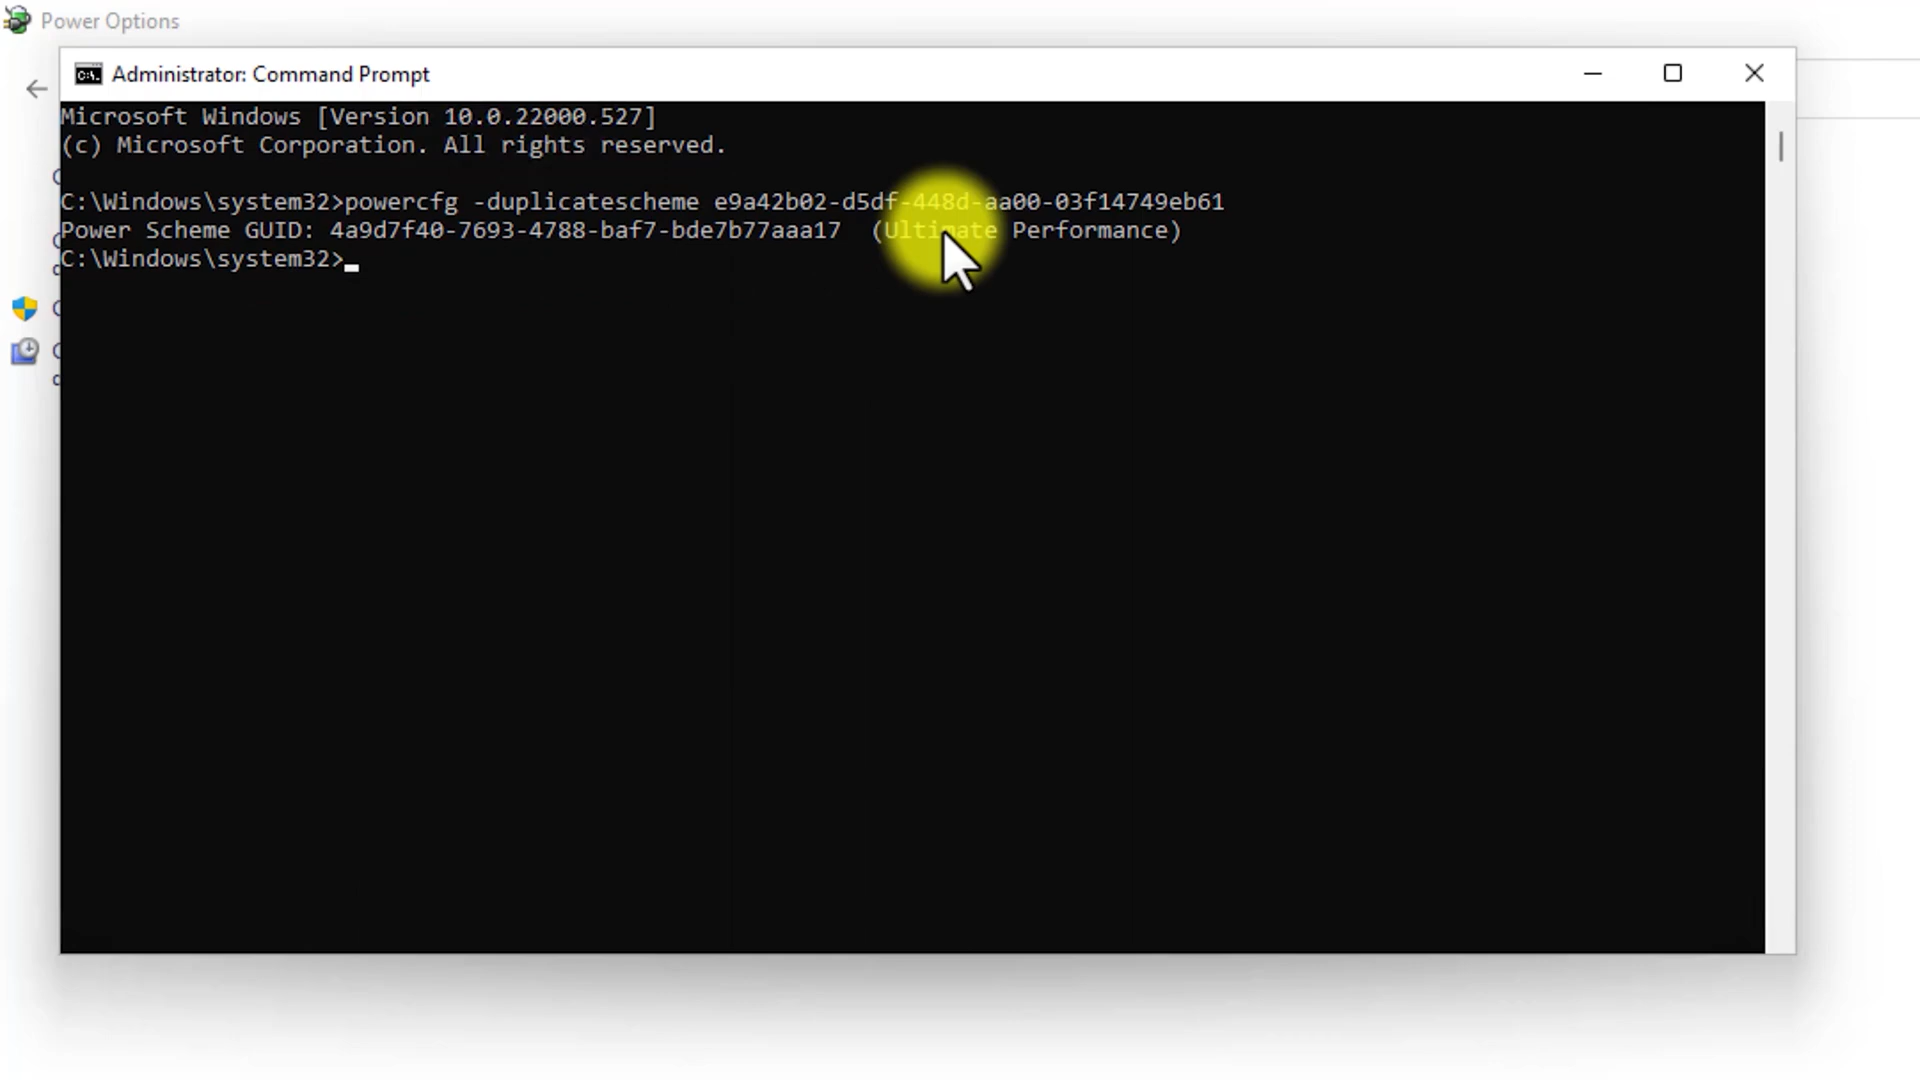 Power Options
Administrator: Command Prompt
Microsoft Windows [Version 10.0.22000.527]
(c) Microsoft Corporation. All rights reserved.
C:\Windows\system32>powercfg -duplicatescheme e9a42b02-d5df-448d-aa00-03f14749eb61
Power Scheme GUID: 4a9d7f40-7693-4788-baf7-bde7b77aaa17  (Ultimate Performance)
C:\Windows\system32>